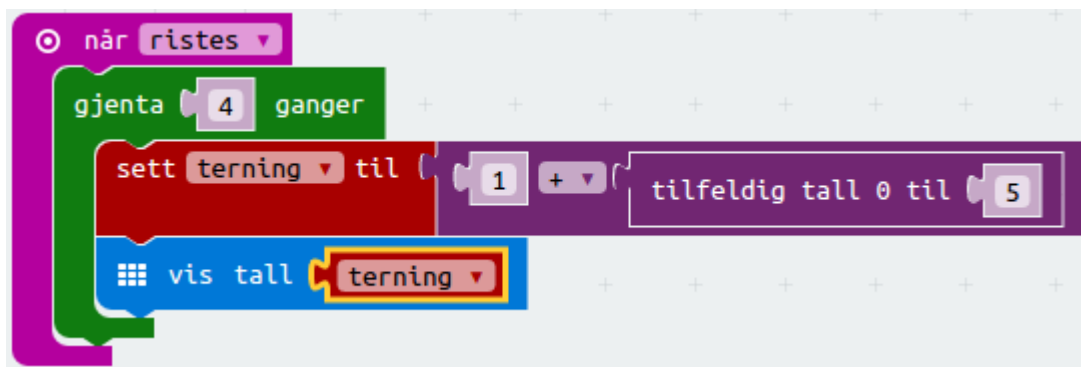 når ristes
gjenta 4 ganger
sett terning til 1 + tilfeldig tall 0 til 5
vis tall terning